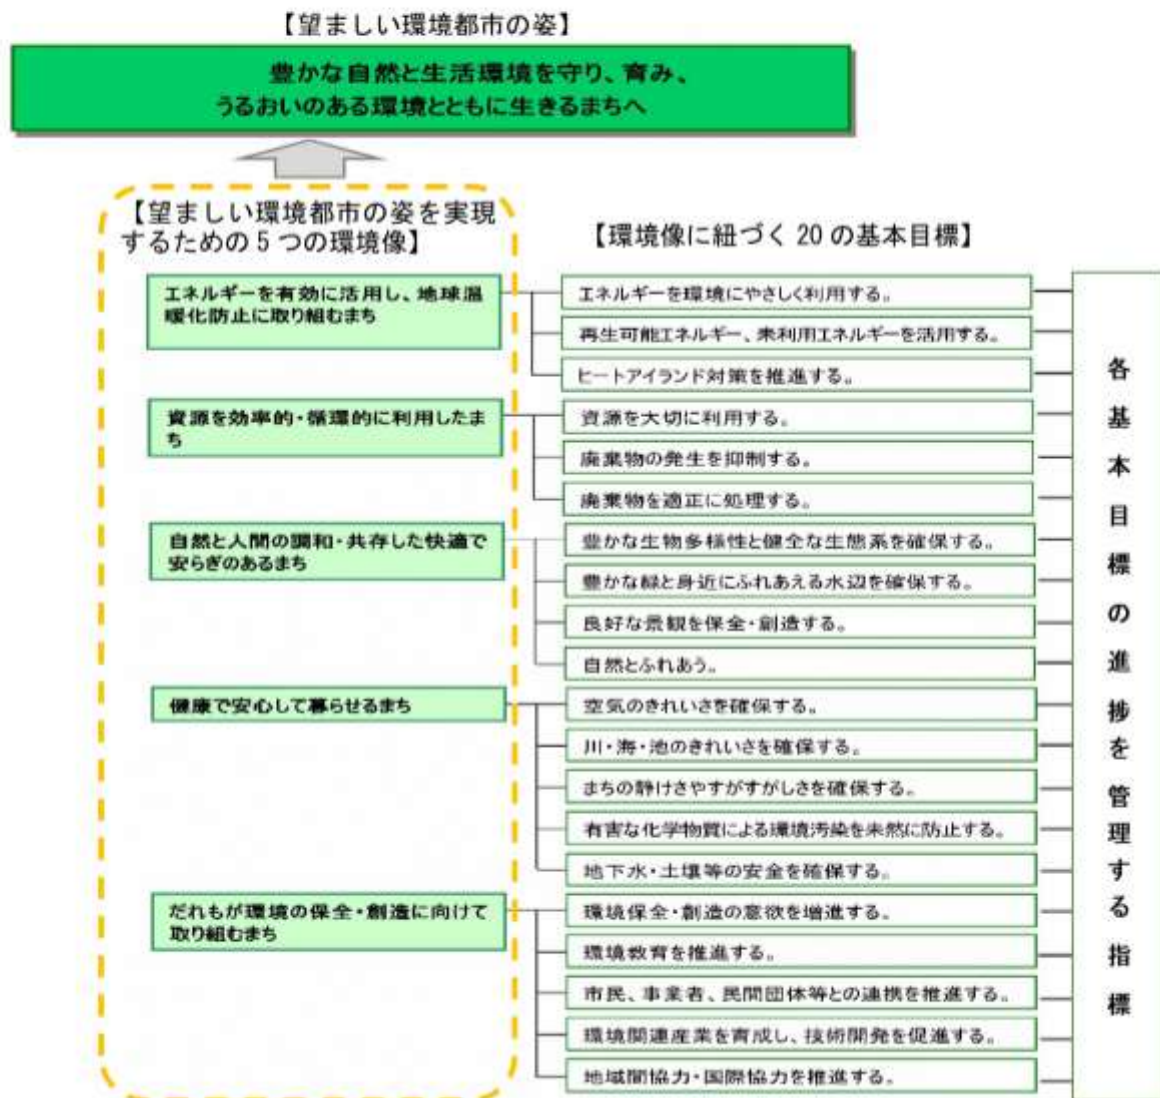 【望ましい環境都市の姿】
豊かな自然と生活環境を守り、育み、
うるおいのある環境とともに生きるまちへ
【望ましい環境都市の姿を実現
するための5つの環境像】
【環境像に紐づく20の基本目標】
エネルギーを有効に活用し、地球温
暖化防止に取り組むまち
エネルギーを環境にやさしく利用する。
再生可能エネルギー、未利用エネルギーを活用する。
ヒートアイランド対策を推進する。
資源を効率的・循環的に利用したま
ち
資源を大切に利用する。
廃棄物の発生を抑制する。
廃棄物を適正に処理する。
自然と人間の調和・共存した快適で
安らぎのあるまち
豊かな生物多様性と健全な生態系を確保する。
豊かな緑と身近にふれあえる水辺を確保する。
良好な景観を保全・創造する。
自然とふれあう。
健康で安心して暮らせるまち
空気のきれいさを確保する。
川・海・池のきれいさを確保する。
まちの静けさやすがすがしさを確保する。
有害な化学物質による環境汚染を未然に防止する。
地下水・土壌等の安全を確保する。
だれもが環境の保全・創造に向けて
取り組むまち
環境保全・創造の意欲を増進する。
環境教育を推進する。
市民、事業者、民間団体等との連携を推進する。
環境関連産業を育成し、技術開発を促進する。
地域間協力・国際協力を推進する。
各基本目標の進捗を管理する指標